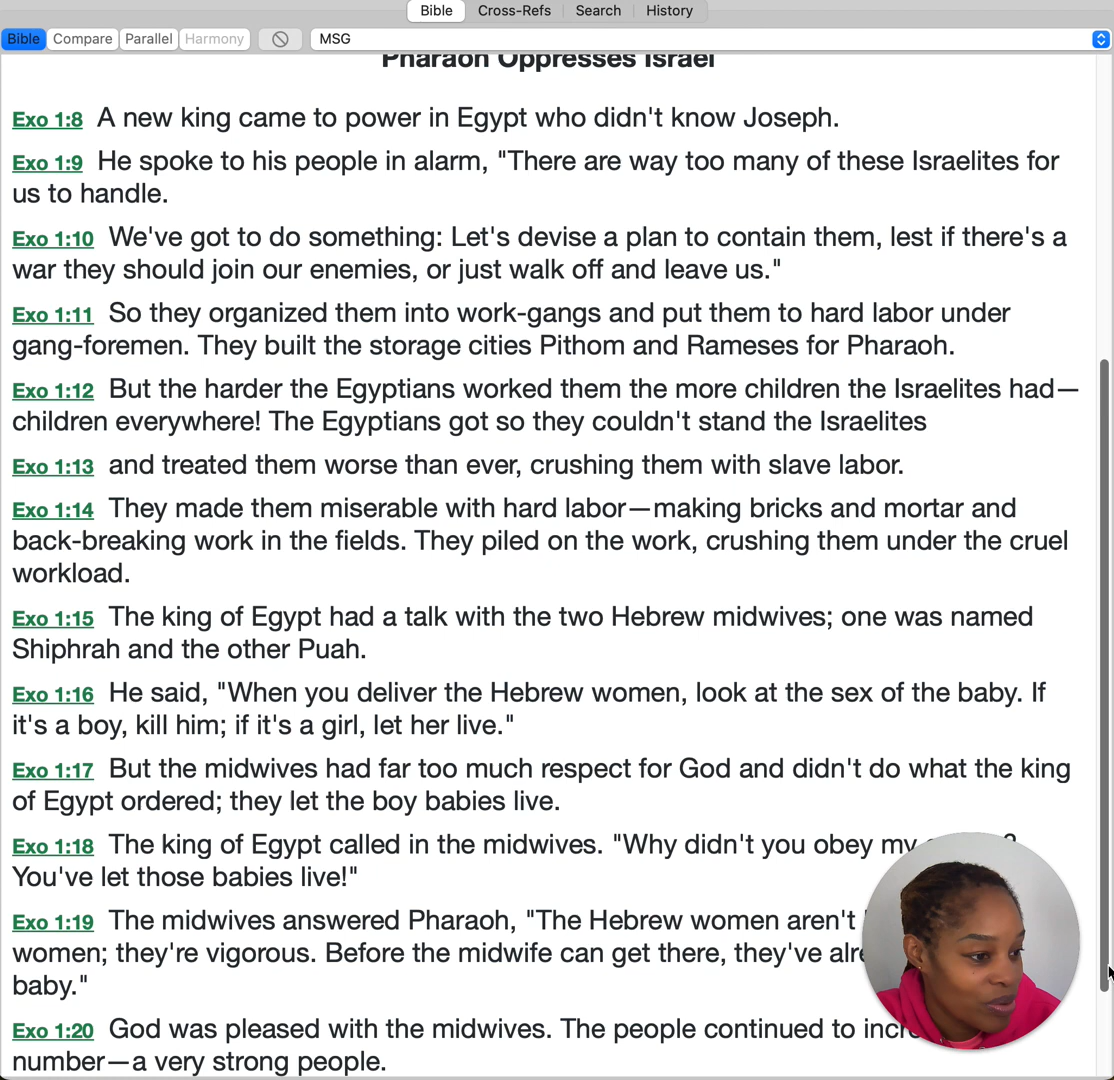 Bible Cross-Refs Search History
Bible Compare Parallel Harmony MSG
Pharaoh Oppresses Israel
Exo 1:8 A new king came to power in Egypt who didn't know Joseph.
Exo 1:9 He spoke to his people in alarm, "There are way too many of these Israelites for
us to handle.
Exo 1:10 We've got to do something: Let's devise a plan to contain them, lest if there's a
war they should join our enemies, or just walk off and leave us."
Exo 1:11 So they organized them into work-gangs and put them to hard labor under
gang-foremen. They built the storage cities Pithom and Rameses for Pharaoh.
Exo 1:12 But the harder the Egyptians worked them the more children the Israelites had—
children everywhere! The Egyptians got so they couldn't stand the Israelites
Exo 1:13 and treated them worse than ever, crushing them with slave labor.
Exo 1:14 They made them miserable with hard labor—making bricks and mortar and
back-breaking work in the fields. They piled on the work, crushing them under the cruel
workload.
Exo 1:15 The king of Egypt had a talk with the two Hebrew midwives; one was named
Shiphrah and the other Puah.
Exo 1:16 He said, "When you deliver the Hebrew women, look at the sex of the baby. If
it's a boy, kill him; if it's a girl, let her live."
Exo 1:17 But the midwives had far too much respect for God and didn't do what the king
of Egypt ordered; they let the boy babies live.
Exo 1:18 The king of Egypt called in the midwives. "Why didn't you obey my
You've let those babies live!"
Exo 1:19 The midwives answered Pharaoh, "The Hebrew women aren't
women; they're vigorous. Before the midwife can get there, they've
baby."
Exo 1:20 God was pleased with the midwives. The people continued to
number—a very strong people.